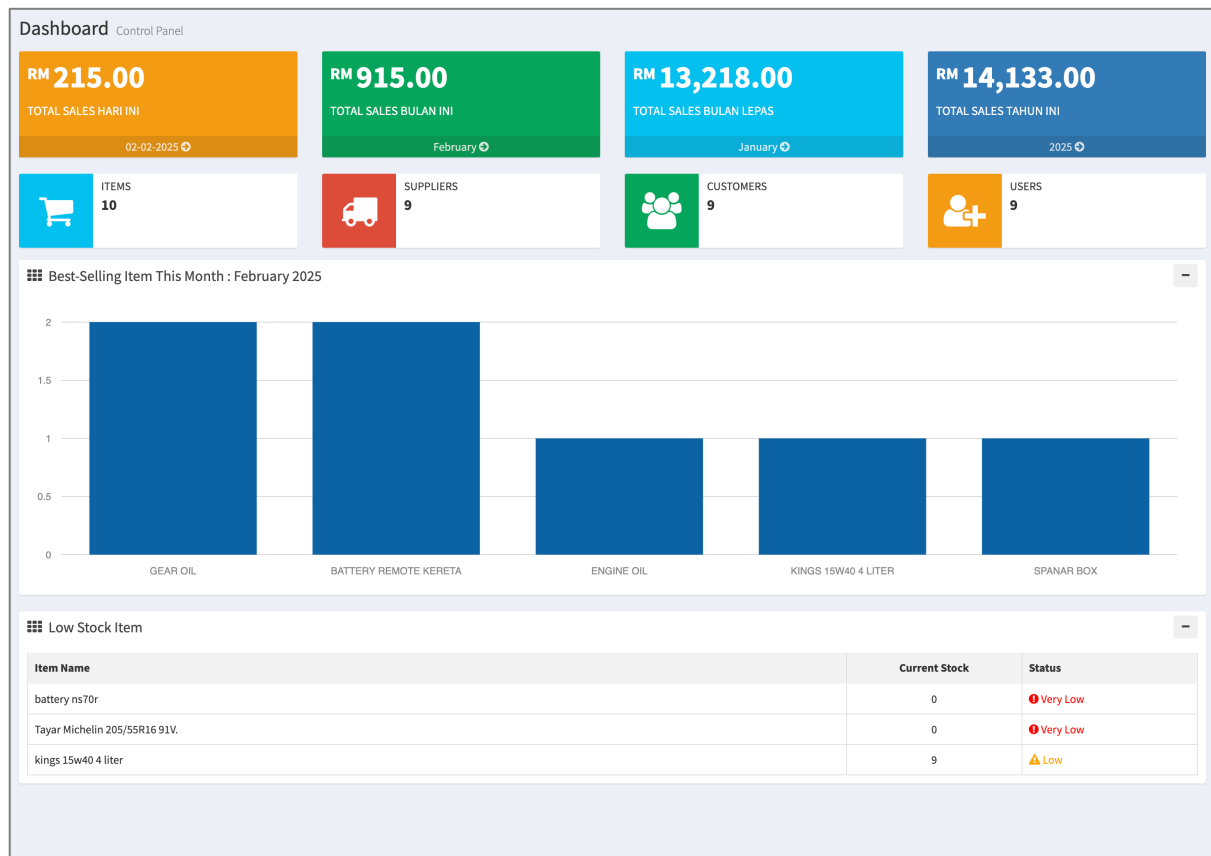 Dashboard Control Panel
RM 215.00
TOTAL SALES HARI INI
02-02-2025
RM 915.00
TOTAL SALES BULAN INI
February
RM 13,218.00
TOTAL SALES BULAN LEPAS
January
RM 14,133.00
TOTAL SALES TAHUN INI
2025
ITEMS
10
SUPPLIERS
9
CUSTOMERS
9
USERS
9
Best-Selling Item This Month : February 2025
2
1.5
1
0.5
0
GEAR OIL BATTERY REMOTE KERETA ENGINE OIL KINGS 15W40 4 LITER SPANAR BOX
Low Stock Item
Item Name Current Stock Status
battery ns70r 0 Very Low
Tayar Michelin 205/55R16 91V. 0 Very Low
kings 15w40 4 liter 9 Low